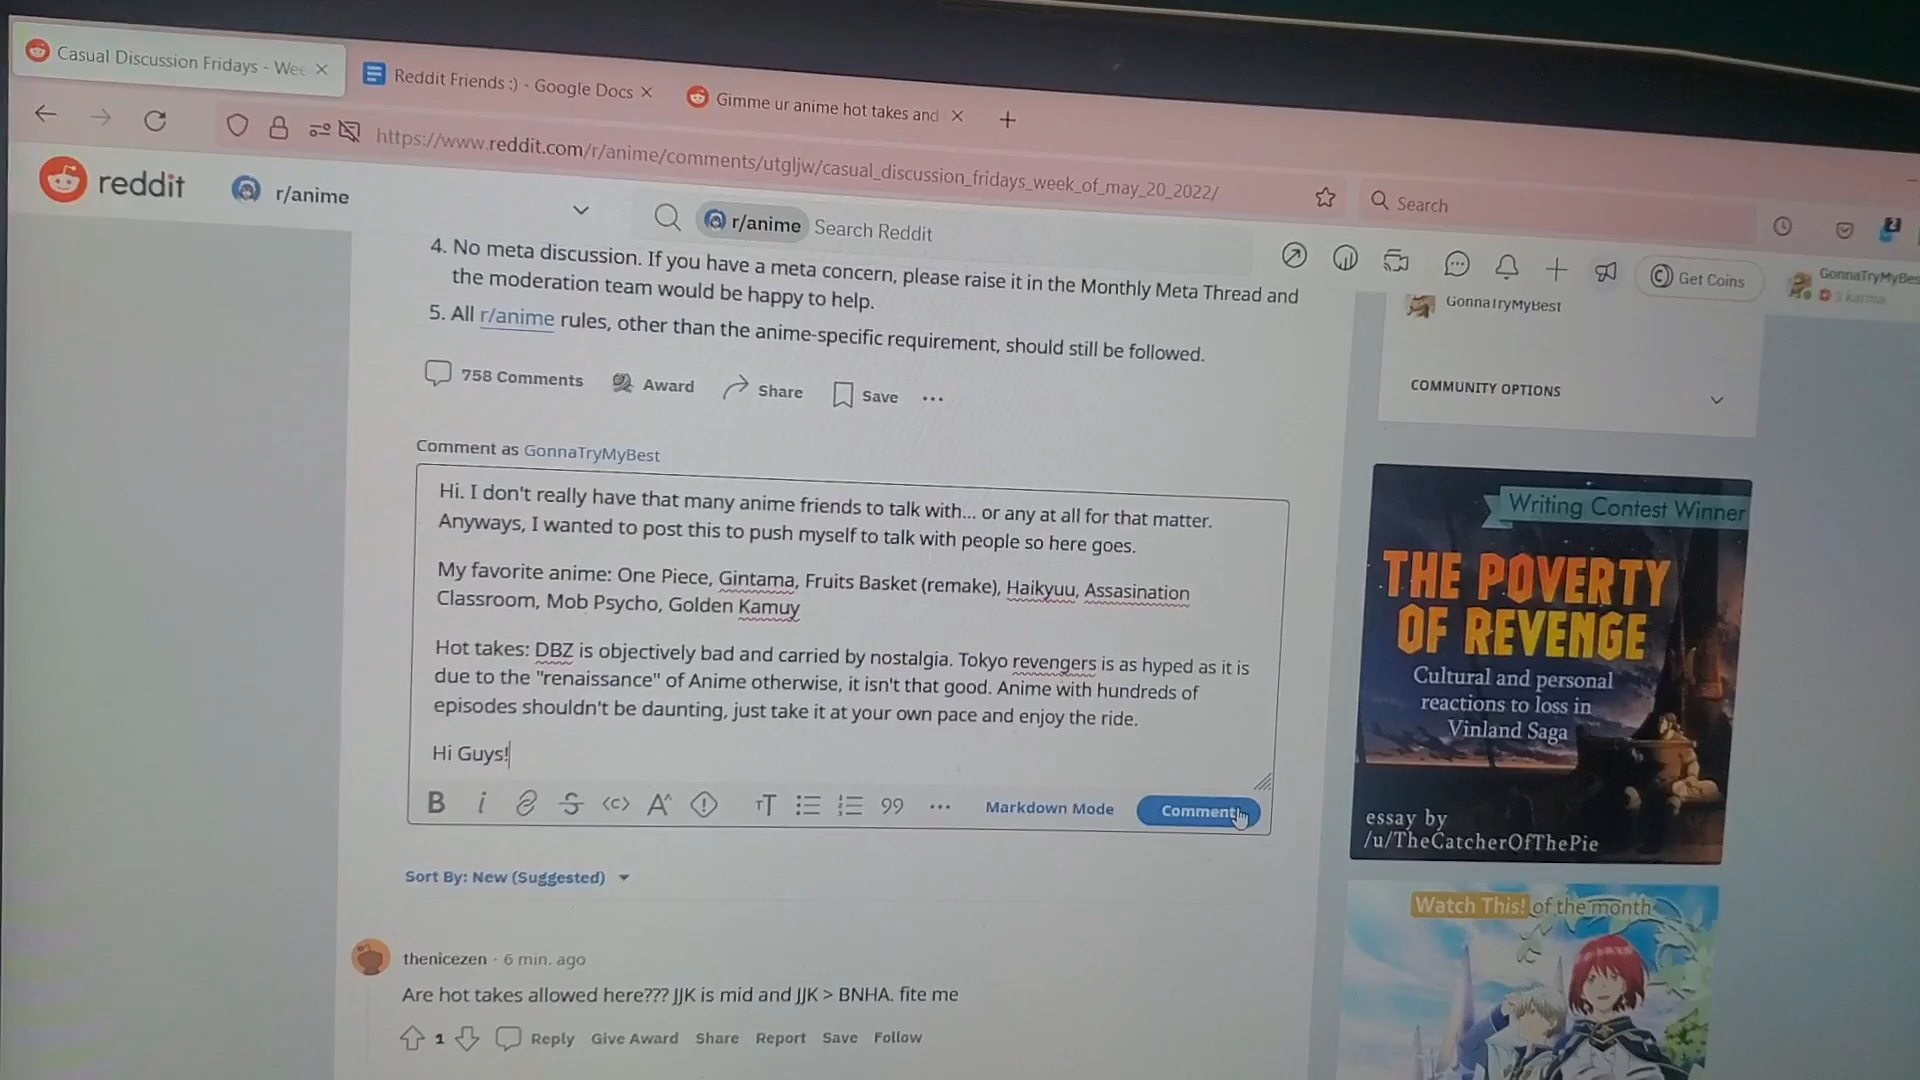 Casual Discussion Fridays - Wee
Reddit Friends :) - Google Docs
Gimme ur anime hot takes and
https://www.reddit.com/r/anime/comments/utgljw/casual_discussion_fridays_week_of_may_20_2022/
Search
reddit
r/anime
r/anime Search Reddit
Get Coins
GonnaTryMyBes
3 karma
4. No meta discussion. If you have a meta concern, please raise it in the Monthly Meta Thread and
the moderation team would be happy to help.
5. All r/anime rules, other than the anime-specific requirement, should still be followed.
GonnaTryMyBest
COMMUNITY OPTIONS
758 Comments Award Share Save
Comment as GonnaTryMyBest
Hi. I don't really have that many anime friends to talk with... or any at all for that matter.
Anyways, I wanted to post this to push myself to talk with people so here goes.
My favorite anime: One Piece, Gintama, Fruits Basket (remake), Haikyuu, Assasination
Classroom, Mob Psycho, Golden Kamuy
Hot takes: DBZ is objectively bad and carried by nostalgia. Tokyo revengers is as hyped as it is
due to the "renaissance" of Anime otherwise, it isn't that good. Anime with hundreds of
episodes shouldn't be daunting, just take it at your own pace and enjoy the ride.
Hi Guys!
Markdown Mode
Comment
Sort By: New (Suggested)
thenicezen · 6 min. ago
Are hot takes allowed here??? JJK is mid and JJK > BNHA. fite me
1 Reply Give Award Share Report Save Follow
Writing Contest Winner
THE POVERTY
OF REVENGE
Cultural and personal
reactions to loss in
Vinland Saga
essay by
/u/TheCatcherOfThePie
Watch This! of the month